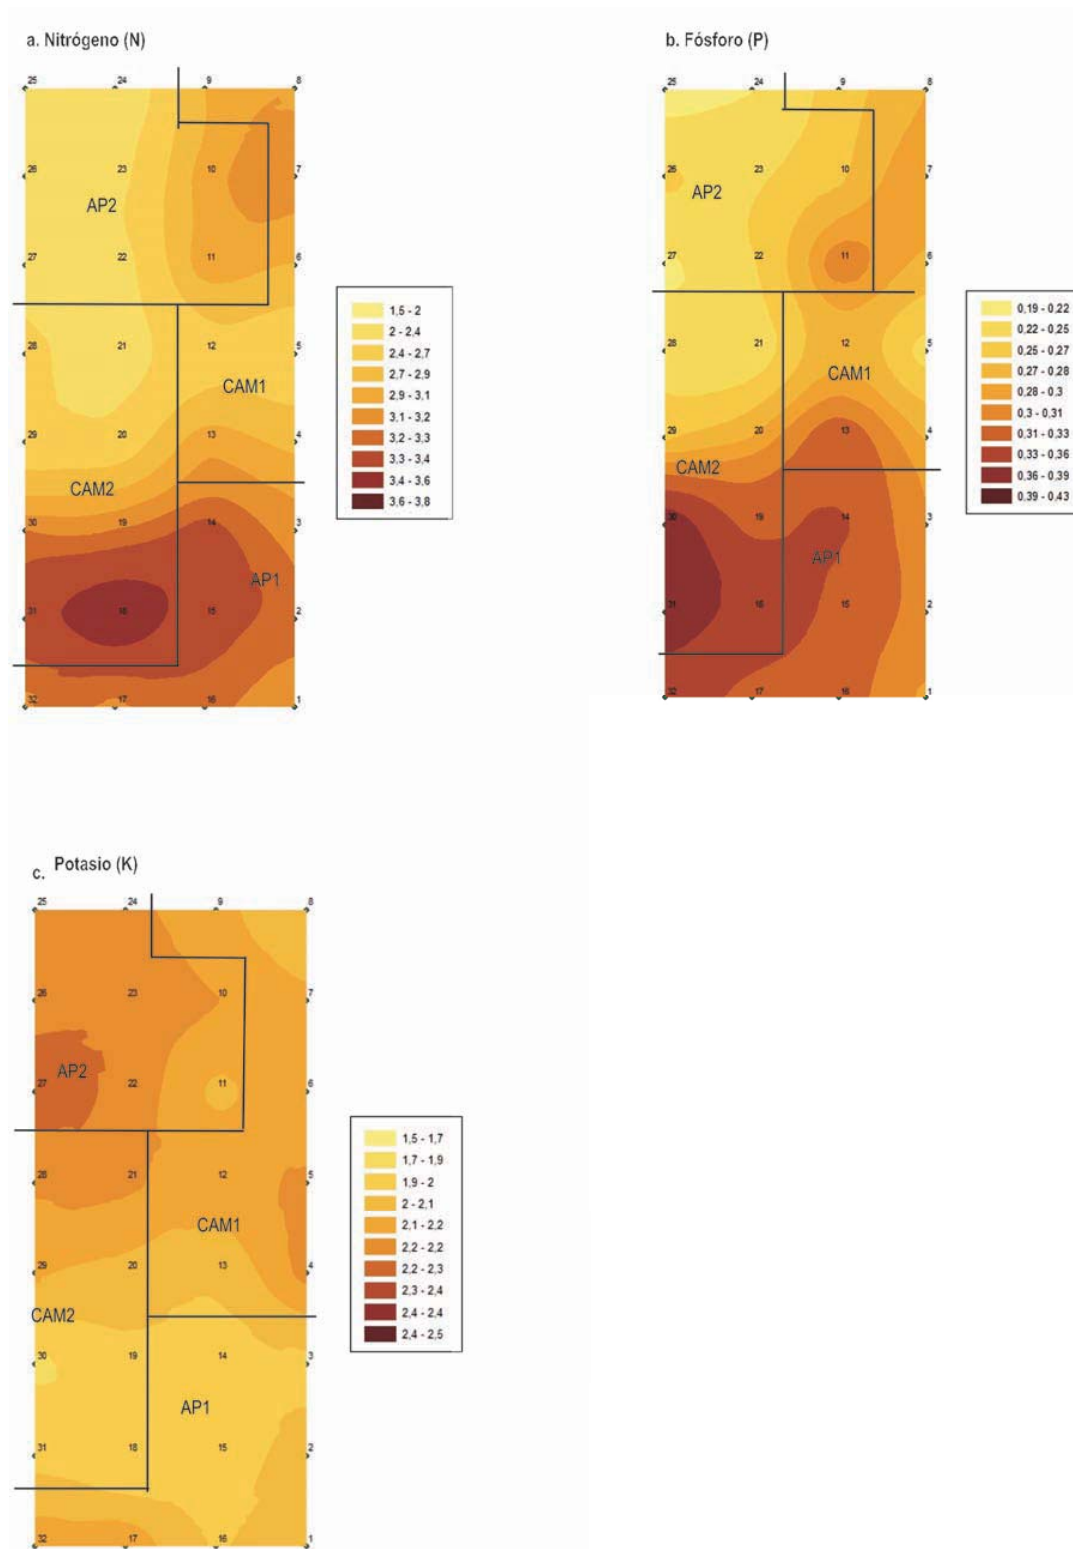 a. Nitrógeno (N)
25 24 9 8
26 23 10 7
AP2
27 22 11 6
28 21 12 5
CAM1
29 20 13 4
CAM2
30 19 14 3
AP1
31 18 15 2
32 17 16 1
1,5 - 2
2 - 2,4
2,4 - 2,7
2,7 - 2,9
2,9 - 3,1
3,1 - 3,2
3,2 - 3,3
3,3 - 3,4
3,4 - 3,6
3,6 - 3,8
b. Fósforo (P)
25 24 9 8
26 23 10 7
AP2
27 22 11 6
28 21 12 5
CAM1
29 20 13 4
CAM2
30 19 14 3
AP1
31 18 15 2
32 17 16 1
0,19 - 0,22
0,22 - 0,25
0,25 - 0,27
0,27 - 0,28
0,28 - 0,3
0,3 - 0,31
0,31 - 0,33
0,33 - 0,36
0,36 - 0,39
0,39 - 0,43
c. Potasio (K)
25 24 9 8
26 23 10 7
AP2
27 22 11 6
28 21 12 5
CAM1
29 20 13 4
CAM2
30 19 14 3
AP1
31 18 15 2
32 17 16 1
1,5 - 1,7
1,7 - 1,9
1,9 - 2
2 - 2,1
2,1 - 2,2
2,2 - 2,2
2,2 - 2,3
2,3 - 2,4
2,4 - 2,4
2,4 - 2,5